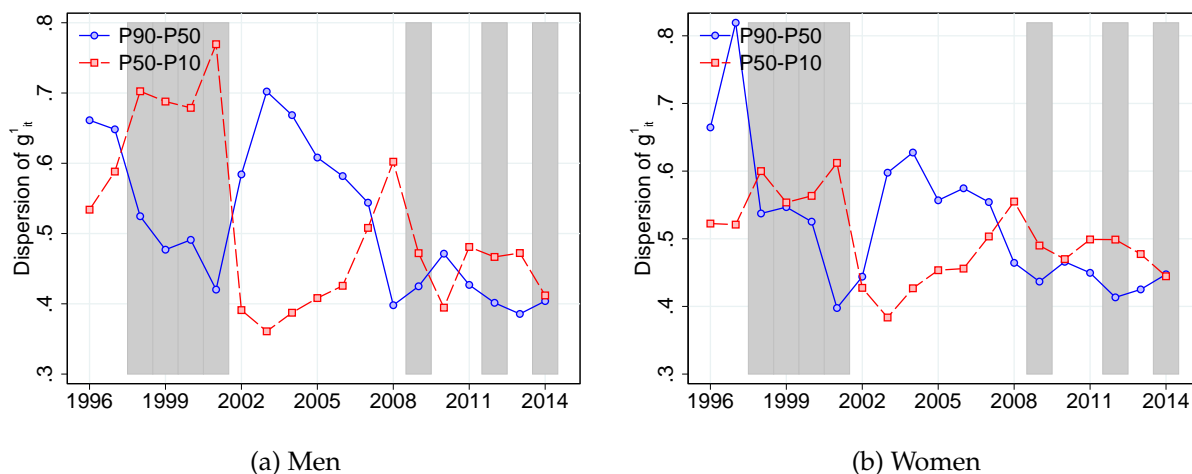 Dispersion of g¹ᵢₜ
.8
.7
.6
.5
.4
.3
P90-P50
P50-P10
1996 1999 2002 2005 2008 2011 2014
(a) Men
Dispersion of g¹ᵢₜ
.8
.7
.6
.5
.4
.3
P90-P50
P50-P10
1996 1999 2002 2005 2008 2011 2014
(b) Women